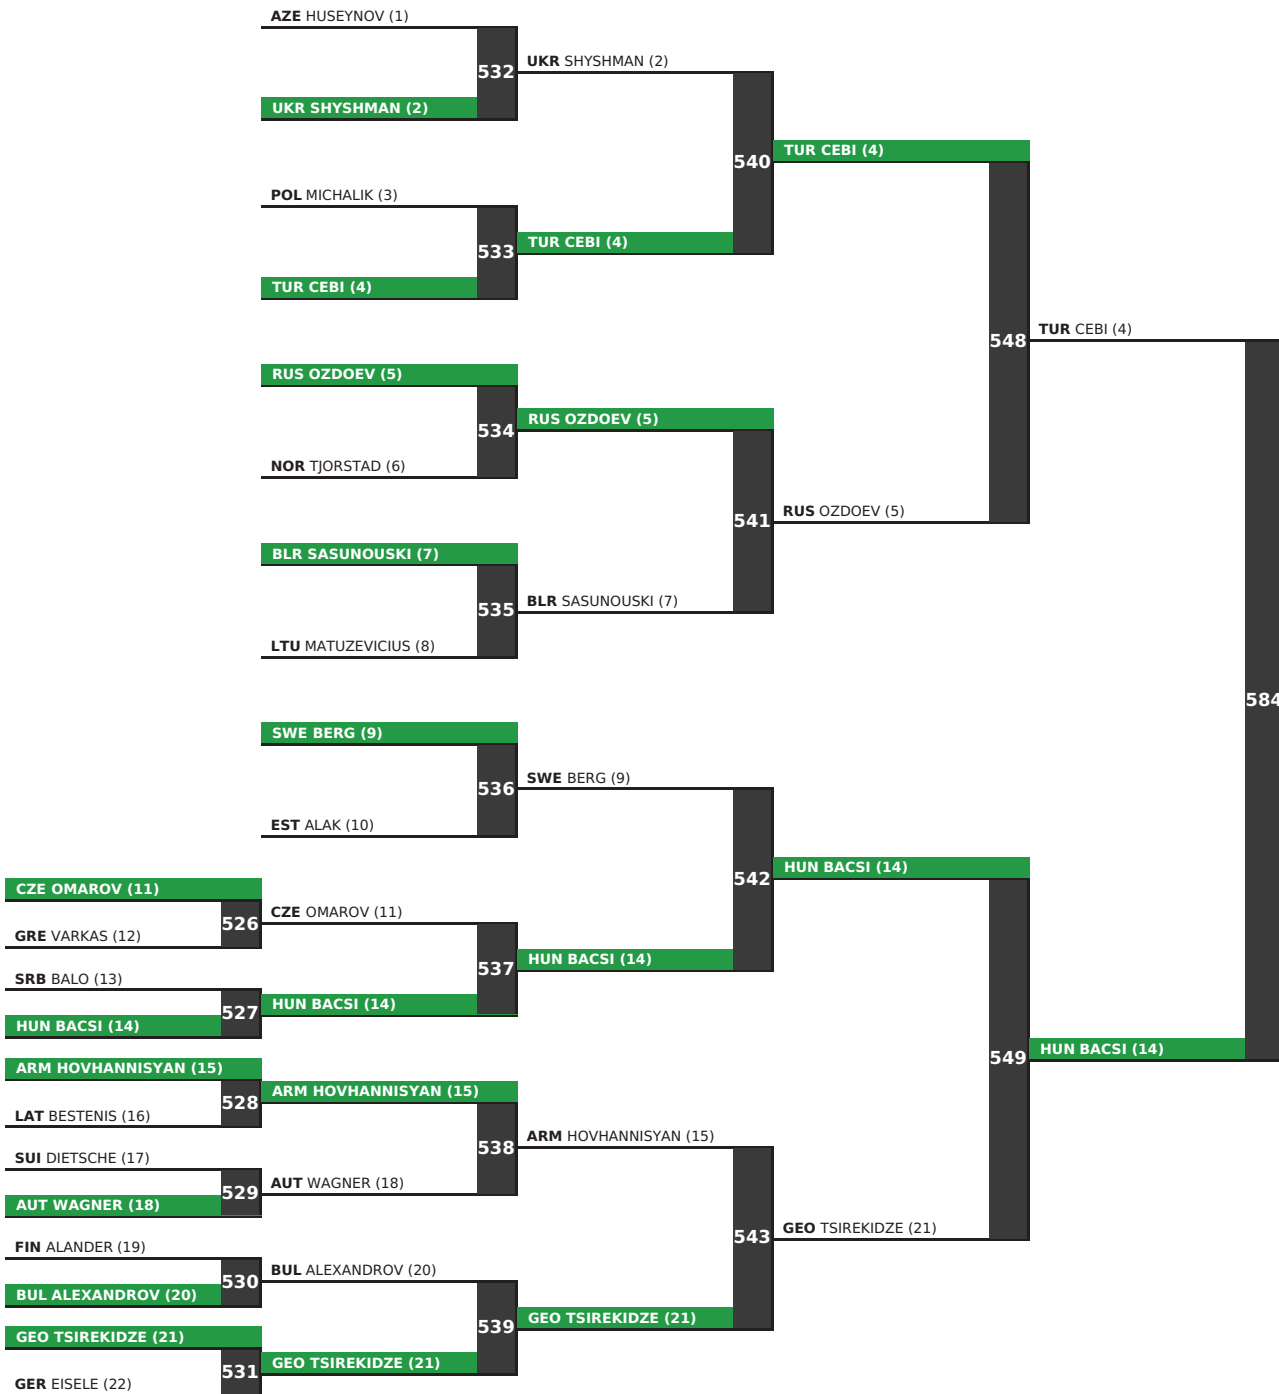 AZE HUSEYNOV (1)
532
UKR SHYSHMAN (2)
UKR SHYSHMAN (2)
540
TUR CEBI (4)
POL MICHALIK (3)
533
TUR CEBI (4)
TUR CEBI (4)
548
TUR CEBI (4)
RUS OZDOEV (5)
534
RUS OZDOEV (5)
NOR TJORSTAD (6)
541
RUS OZDOEV (5)
BLR SASUNOUSKI (7)
535
BLR SASUNOUSKI (7)
LTU MATUZEVICIUS (8)
584
SWE BERG (9)
536
SWE BERG (9)
EST ALAK (10)
542
HUN BACSI (14)
CZE OMAROV (11)
526
CZE OMAROV (11)
GRE VARKAS (12)
537
HUN BACSI (14)
SRB BALO (13)
527
HUN BACSI (14)
HUN BACSI (14)
549
HUN BACSI (14)
ARM HOVHANNISYAN (15)
528
ARM HOVHANNISYAN (15)
LAT BESTENIS (16)
538
ARM HOVHANNISYAN (15)
SUI DIETSCHE (17)
529
AUT WAGNER (18)
AUT WAGNER (18)
543
GEO TSIREKIDZE (21)
FIN ALANDER (19)
530
BUL ALEXANDROV (20)
BUL ALEXANDROV (20)
539
GEO TSIREKIDZE (21)
GEO TSIREKIDZE (21)
531
GEO TSIREKIDZE (21)
GER EISELE (22)